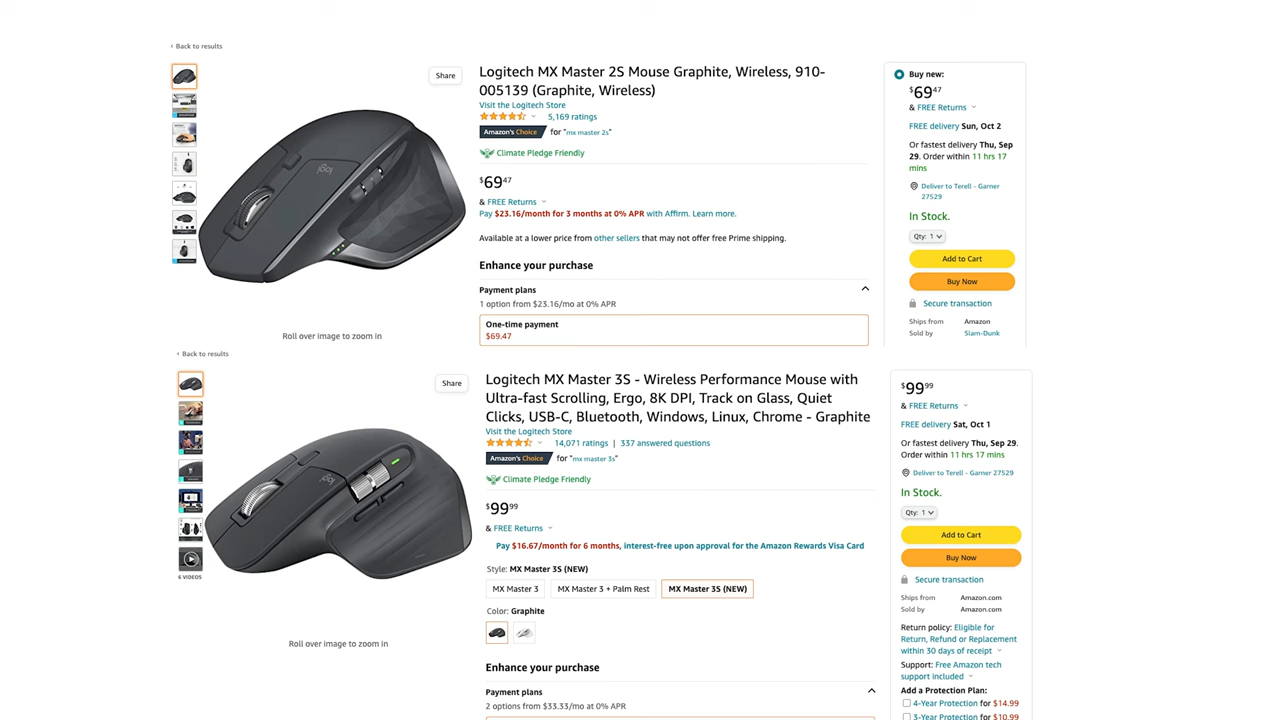 ‹ Back to results
Share
Logitech MX Master 2S Mouse Graphite, Wireless, 910-
005139 (Graphite, Wireless)
Visit the Logitech Store
5,169 ratings
Amazon's Choice for "mx master 2s"
Climate Pledge Friendly
$69.47
& FREE Returns
Pay $23.16/month for 3 months at 0% APR with Affirm. Learn more.
Available at a lower price from other sellers that may not offer free Prime shipping.
Enhance your purchase
Payment plans
1 option from $23.16/mo at 0% APR
One-time payment
$69.47
logi
Roll over image to zoom in
Buy new:
$69.47
& FREE Returns
FREE delivery Sun, Oct 2
Or fastest delivery Thu, Sep
29. Order within 11 hrs 17
mins
Deliver to Terell - Garner
27529
In Stock.
Qty: 1
Add to Cart
Buy Now
Secure transaction
Ships from Amazon
Sold by Slam-Dunk
‹ Back to results
Share
Logitech MX Master 3S - Wireless Performance Mouse with
Ultra-fast Scrolling, Ergo, 8K DPI, Track on Glass, Quiet
Clicks, USB-C, Bluetooth, Windows, Linux, Chrome - Graphite
Visit the Logitech Store
14,071 ratings | 337 answered questions
Amazon's Choice for "mx master 3s"
Climate Pledge Friendly
$99.99
& FREE Returns
Pay $16.67/month for 6 months, interest-free upon approval for the Amazon Rewards Visa Card
Style: MX Master 3S (NEW)
MX Master 3
MX Master 3 + Palm Rest
MX Master 3S (NEW)
Color: Graphite
Enhance your purchase
Payment plans
2 options from $33.33/mo at 0% APR
logi
6 VIDEOS
Roll over image to zoom in
$99.99
& FREE Returns
FREE delivery Sat, Oct 1
Or fastest delivery Thu, Sep 29.
Order within 11 hrs 17 mins
Deliver to Terell - Garner 27529
In Stock.
Qty: 1
Add to Cart
Buy Now
Secure transaction
Ships from Amazon.com
Sold by Amazon.com
Return policy: Eligible for
Return, Refund or Replacement
within 30 days of receipt
Support: Free Amazon tech
support included
Add a Protection Plan:
4-Year Protection for $14.99
3-Year Protection for $10.99